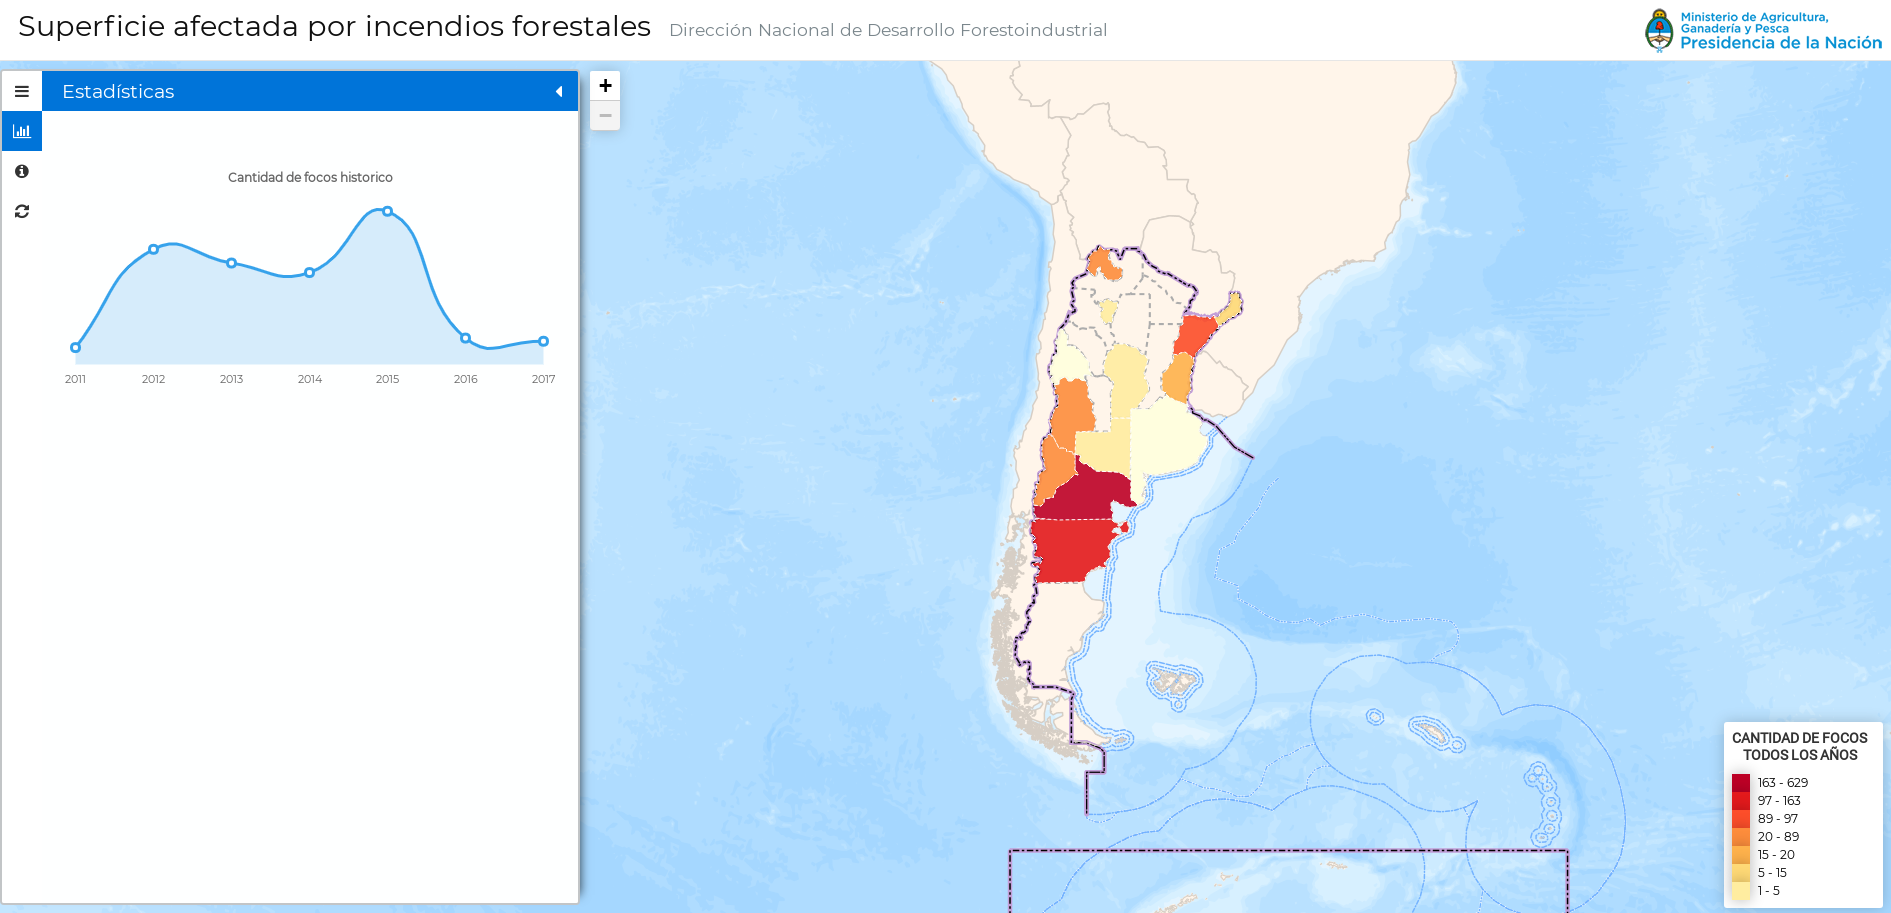 Superficie afectada por incendios forestales Dirección Nacional de Desarrollo Forestoindustrial
Ministerio de Agricultura,
Ganadería y Pesca
Presidencia de la Nación
Estadísticas
+
−
Cantidad de focos historico
2011 2012 2013 2014 2015 2016 2017
CANTIDAD DE FOCOS
TODOS LOS AÑOS
163 - 629
97 - 163
89 - 97
20 - 89
15 - 20
5 - 15
1 - 5